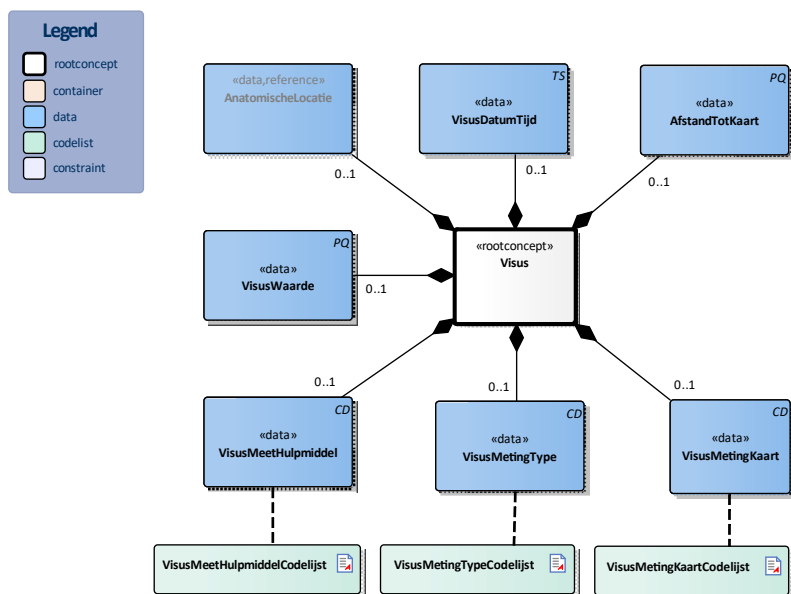 Legend
rootconcept
container
data
codelist
constraint
«data,reference»
AnatomischeLocatie
TS
«data»
VisusDatumTijd
PQ
«data»
AfstandTotKaart
0..1
0..1
0..1
PQ
«data»
VisusWaarde
0..1
«rootconcept»
Visus
0..1
0..1
0..1
CD
«data»
VisusMeetHulpmiddel
CD
«data»
VisusMetingType
CD
«data»
VisusMetingKaart
VisusMeetHulpmiddelCodelijst
VisusMetingTypeCodelijst
VisusMetingKaartCodelijst